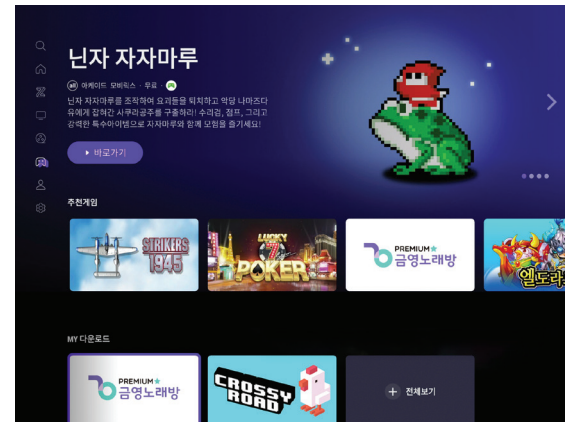 닌자 자자마루
all 아케이드 모비릭스 · 무료 ·
닌자 자자마루를 조작하여 요괴들을 퇴치하고 악당 나마즈다
유에게 잡혀간 사쿠라공주를 구출하라! 수리검, 점프, 그리고
강력한 특수아이템으로 자자마루와 함께 모험을 즐기세요!
바로가기
추천게임
STRIKERS
1945
LUCKY
7
POKER
PREMIUM
금영노래방
엘도라
MY 다운로드
PREMIUM
금영노래방
CROSSY
ROAD
+ 전체보기